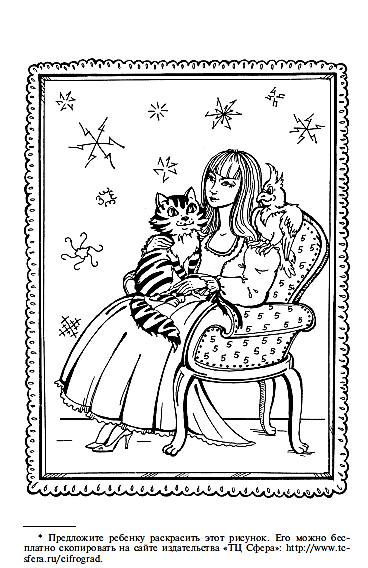 * Предложите ребенку раскрасить этот рисунок. Его можно бес-
платно скопировать на сайте издательства «ТЦ Сфера»: http://www.tc-
sfera.ru/cifrograd.